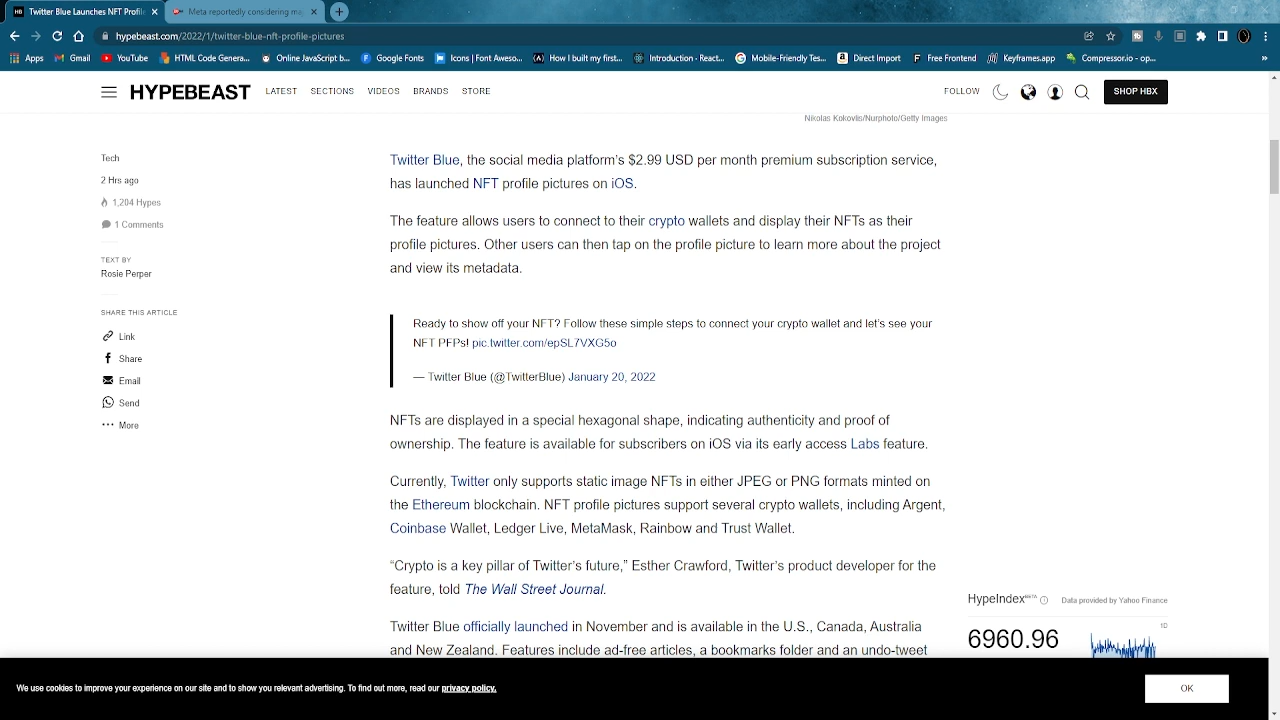 Twitter Blue Launches NFT Profil
Meta reportedly considering ma
hypebeast.com/2022/1/twitter-blue-nft-profile-pictures
Apps
Gmail
YouTube
HTML Code Genera...
Online JavaScript b...
Google Fonts
Icons | Font Aweso...
How I built my first...
Introduction - React...
Mobile-Friendly Tes...
Direct Import
Free Frontend
Keyframes.app
Compressor.io - op...
»
HYPEBEAST
LATEST
SECTIONS
VIDEOS
BRANDS
STORE
FOLLOW
SHOP HBX
Nikolas Kokovlis/Nurphoto/Getty Images
Tech
2 Hrs ago
1,204 Hypes
1 Comments
TEXT BY
Rosie Perper
SHARE THIS ARTICLE
Link
Share
Email
Send
More
Twitter Blue, the social media platform's $2.99 USD per month premium subscription service,
has launched NFT profile pictures on iOS.
The feature allows users to connect to their crypto wallets and display their NFTs as their
profile pictures. Other users can then tap on the profile picture to learn more about the project
and view its metadata.
Ready to show off your NFT? Follow these simple steps to connect your crypto wallet and let's see your
NFT PFPs! pic.twitter.com/epSL7VXG5o
— Twitter Blue (@TwitterBlue) January 20, 2022
NFTs are displayed in a special hexagonal shape, indicating authenticity and proof of
ownership. The feature is available for subscribers on iOS via its early access Labs feature.
Currently, Twitter only supports static image NFTs in either JPEG or PNG formats minted on
the Ethereum blockchain. NFT profile pictures support several crypto wallets, including Argent,
Coinbase Wallet, Ledger Live, MetaMask, Rainbow and Trust Wallet.
“Crypto is a key pillar of Twitter's future,” Esther Crawford, Twitter's product developer for the
feature, told The Wall Street Journal.
Twitter Blue officially launched in November and is available in the U.S., Canada, Australia
and New Zealand. Features include ad-free articles, a bookmarks folder and an undo-tweet
HypeIndex BETA
Data provided by Yahoo Finance
1D
6960.96
We use cookies to improve your experience on our site and to show you relevant advertising. To find out more, read our privacy policy.
OK